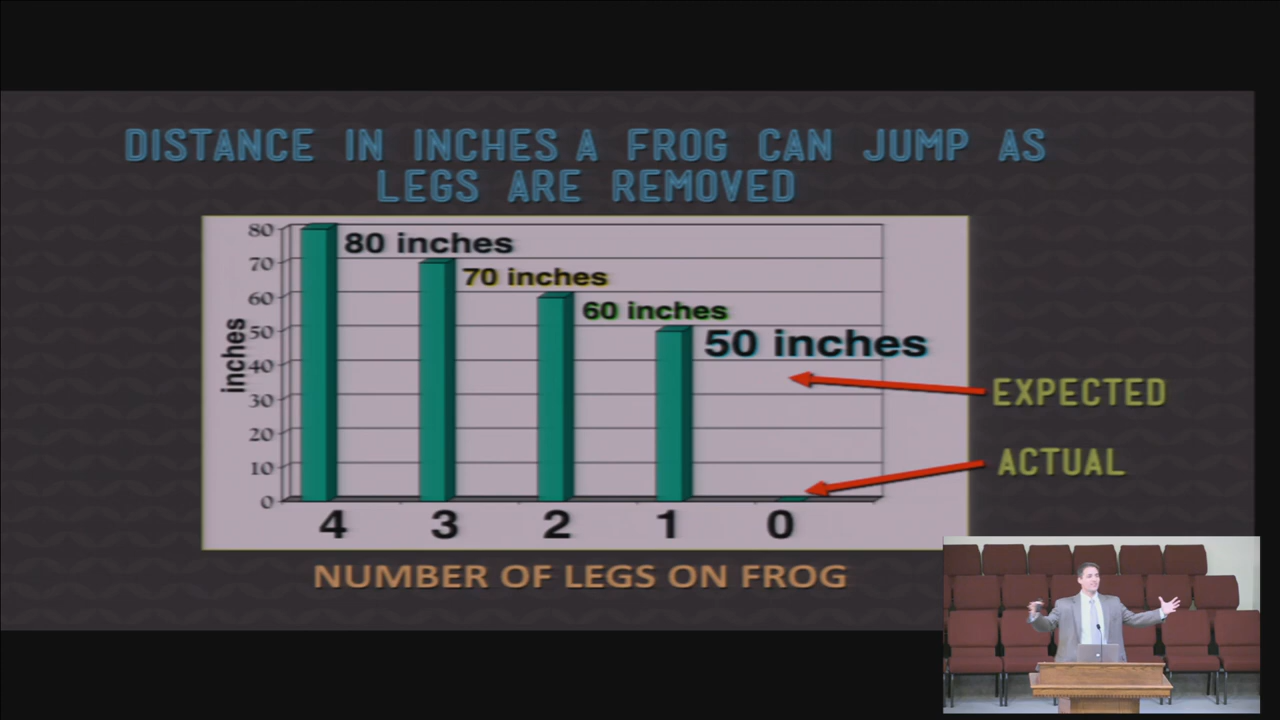 DISTANCE IN INCHES A FROG CAN JUMP AS
LEGS ARE REMOVED
80
80 inches
70
70 inches
60
60 inches
50
50 inches
inches
40
EXPECTED
30
20
ACTUAL
10
0
4 3 2 1 0
NUMBER OF LEGS ON FROG